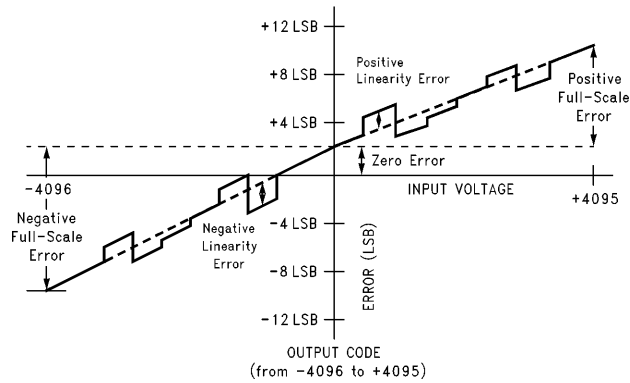 +12 LSB
+8 LSB
Positive
Linearity Error
+4 LSB
Positive
Full-Scale
Error
Zero Error
-4096
INPUT VOLTAGE
+4095
Negative
Full-Scale
Error
Negative
Linearity
Error
-4 LSB
-8 LSB
-12 LSB
ERROR (LSB)
OUTPUT CODE
(from -4096 to +4095)